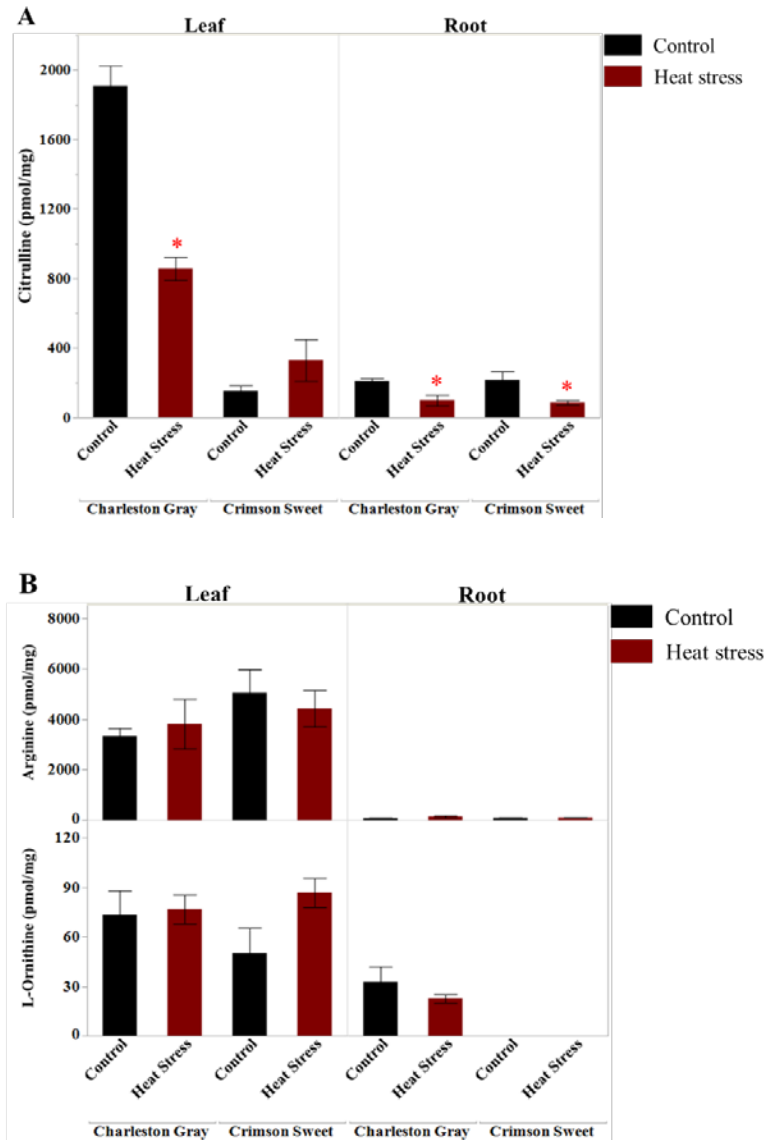 A
Leaf
Root
Control
Heat stress
Citrulline (pmol/mg)
2000
1600
1200
800
400
0
*
*
*
Control
Heat Stress
Control
Heat Stress
Control
Heat Stress
Control
Heat Stress
Charleston Gray
Crimson Sweet
Charleston Gray
Crimson Sweet
B
Leaf
Root
Control
Heat stress
Arginine (pmol/mg)
8000
6000
4000
2000
0
L-Ornithine (pmol/mg)
120
90
60
30
0
Control
Heat Stress
Control
Heat Stress
Control
Heat Stress
Control
Heat Stress
Charleston Gray
Crimson Sweet
Charleston Gray
Crimson Sweet